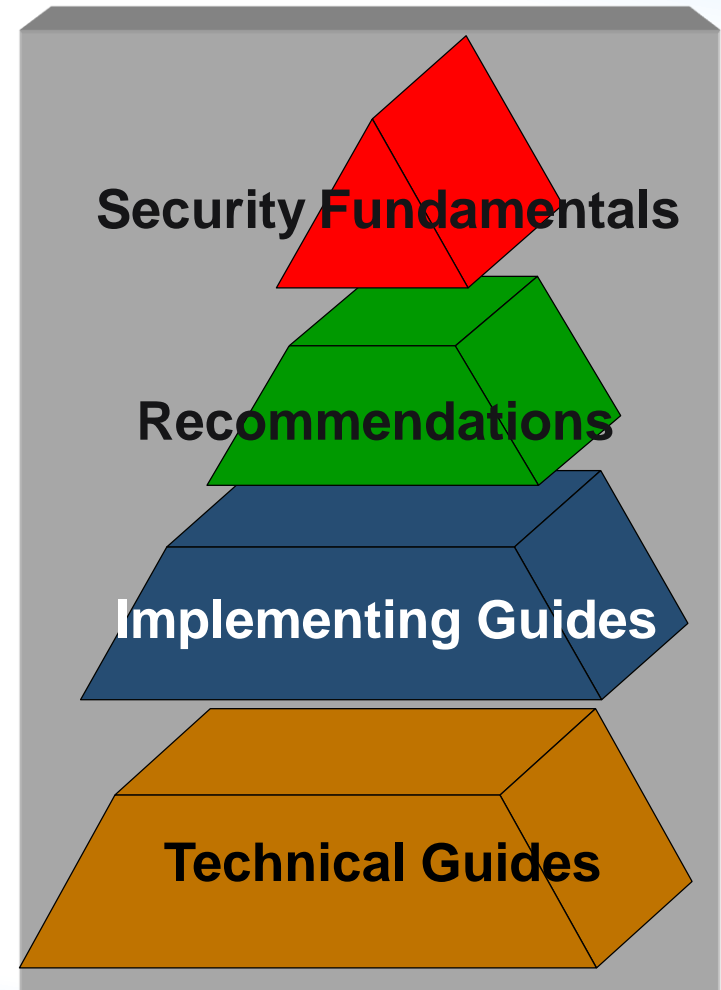 Security Fundamentals
Recommendations
Implementing Guides
Technical Guides